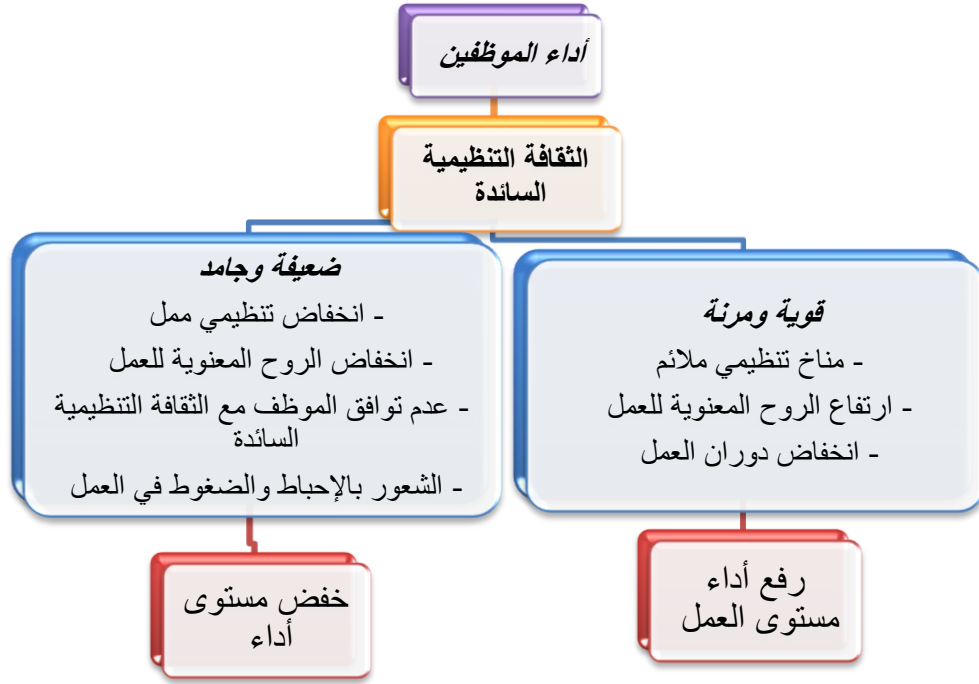 أداء الموظفين
الثقافة التنظيمية
السائدة
قوية ومرنة
- مناخ تنظيمي ملائم
- ارتفاع الروح المعنوية للعمل
- انخفاض دوران العمل
ضعيفة وجامد
- انخفاض تنظيمي ممل
- انخفاض الروح المعنوية للعمل
- عدم توافق الموظف مع الثقافة التنظيمية
السائدة
- الشعور بالإحباط والضغوط في العمل
رفع أداء
مستوى العمل
خفض مستوى
أداء